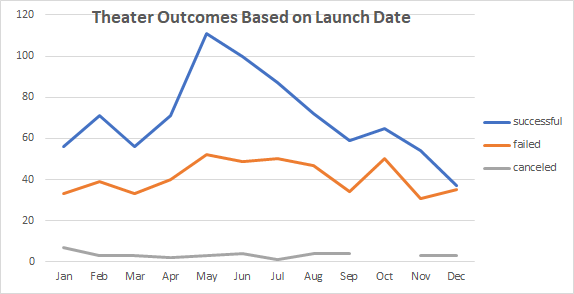 Theater Outcomes Based on Launch Date
120
100
80
60
40
20
0
Jan Feb Mar Apr May Jun Jul Aug Sep Oct Nov Dec
successful
failed
canceled